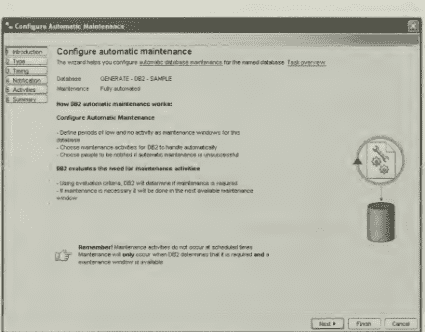 Configure Automatic Maintenance
1. Introduction
2. Type
3. Timing
4. Notification
5. Activities
6. Summary
Configure automatic maintenance
The wizard helps you configure automatic database maintenance for the named database. Task overview
Database GENERATE - DB2 - SAMPLE
Maintenance Fully automated
How DB2 automatic maintenance works:
Configure Automatic Maintenance
- Define periods of low and no activity as maintenance windows for this
database
- Choose maintenance activities for DB2 to handle automatically
- Choose people to be notified if automatic maintenance is unsuccessful
DB2 evaluates the need for maintenance activities
- Using evaluation criteria, DB2 will determine if maintenance is required
- If maintenance is necessary it will be done in the next available maintenance
window
Remember! Maintenance activities do not occur at scheduled times
Maintenance will only occur when DB2 determines that it is required and a
maintenance window is available
Next
Finish
Cancel